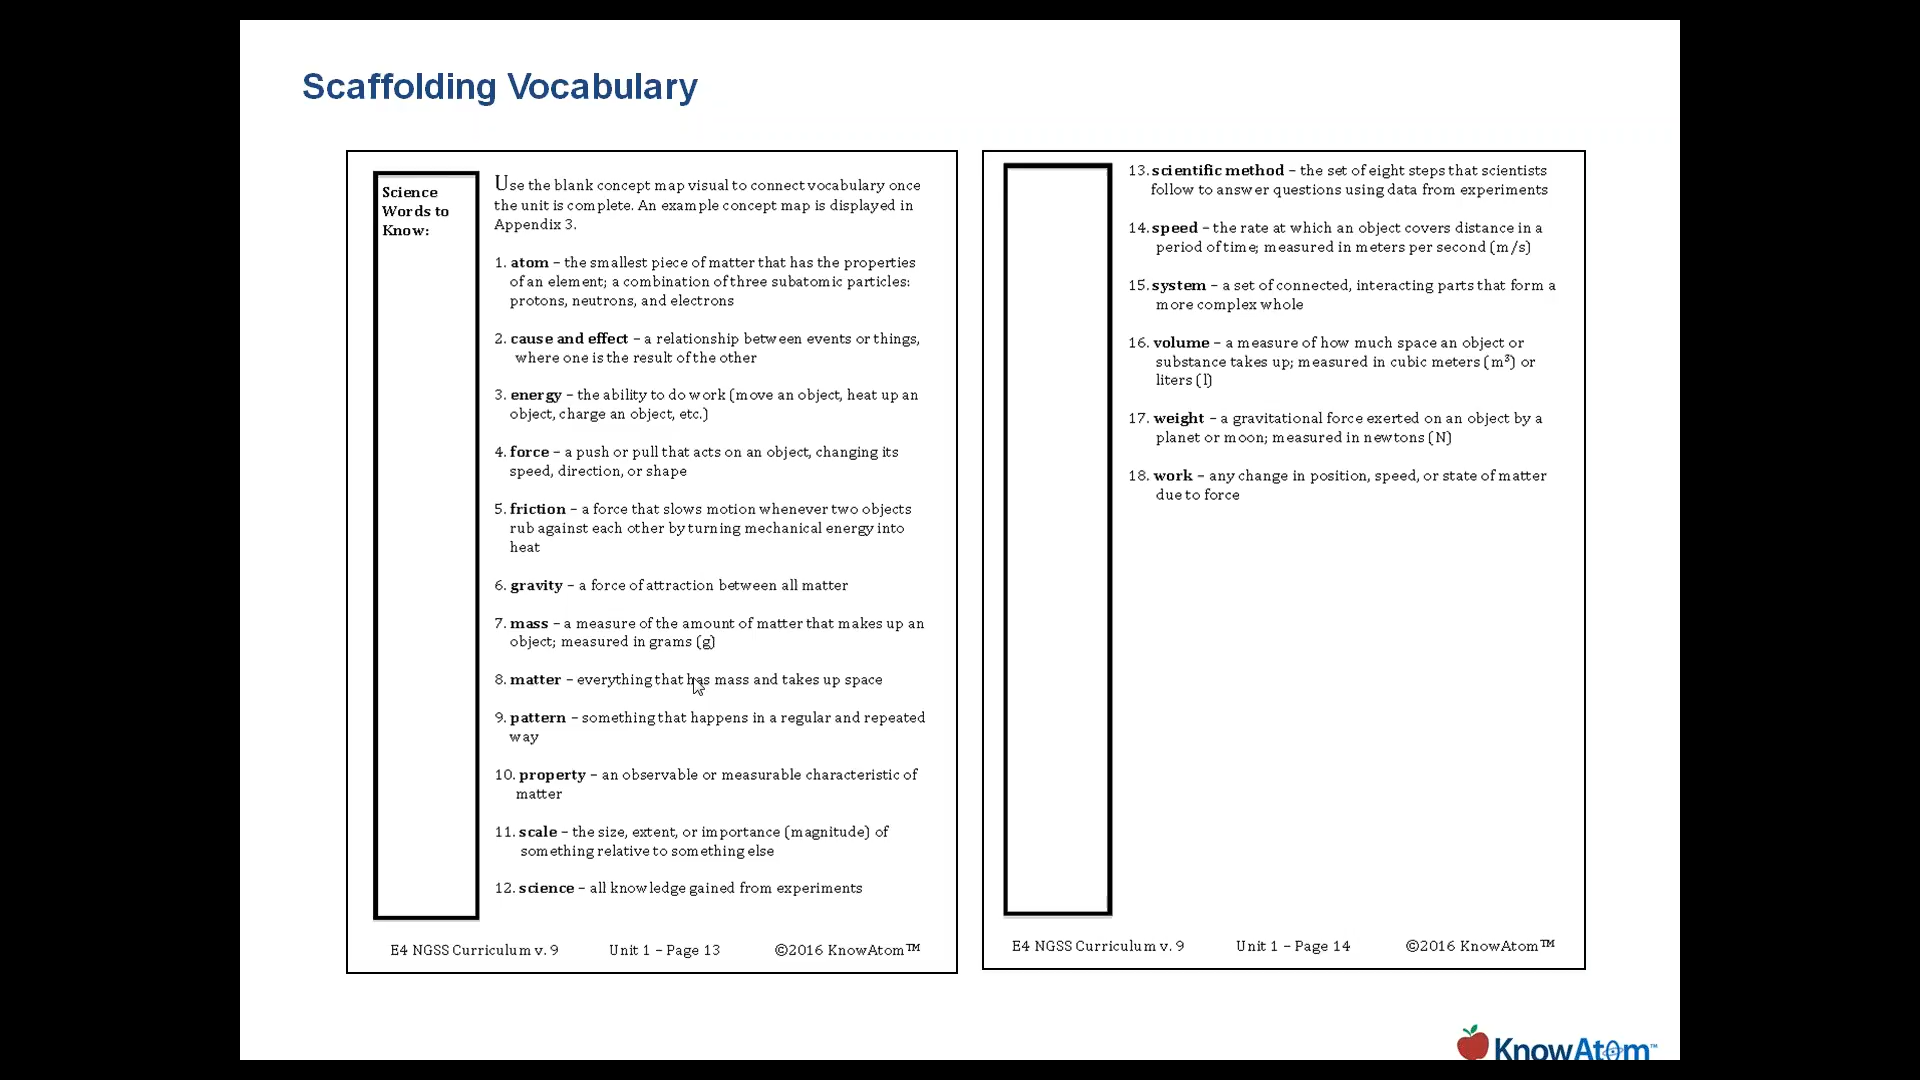 Scaffolding Vocabulary
Science
Words to
Know:
Use the blank concept map visual to connect vocabulary once
the unit is complete. An example concept map is displayed in
Appendix 3.
1. atom – the smallest piece of matter that has the properties
of an element; a combination of three subatomic particles:
protons, neutrons, and electrons
2. cause and effect – a relationship between events or things,
where one is the result of the other
3. energy – the ability to do work (move an object, heat up an
object, charge an object, etc.)
4. force – a push or pull that acts on an object, changing its
speed, direction, or shape
5. friction – a force that slows motion whenever two objects
rub against each other by turning mechanical energy into
heat
6. gravity – a force of attraction between all matter
7. mass – a measure of the amount of matter that makes up an
object; measured in grams (g)
8. matter – everything that has mass and takes up space
9. pattern – something that happens in a regular and repeated
way
10. property – an observable or measurable characteristic of
matter
11. scale – the size, extent, or importance (magnitude) of
something relative to something else
12. science – all knowledge gained from experiments
E4 NGSS Curriculum v. 9 Unit 1 – Page 13 ©2016 KnowAtom™
13. scientific method – the set of eight steps that scientists
follow to answer questions using data from experiments
14. speed – the rate at which an object covers distance in a
period of time; measured in meters per second (m/s)
15. system – a set of connected, interacting parts that form a
more complex whole
16. volume – a measure of how much space an object or
substance takes up; measured in cubic meters (m³) or
liters (l)
17. weight – a gravitational force exerted on an object by a
planet or moon; measured in newtons (N)
18. work – any change in position, speed, or state of matter
due to force
E4 NGSS Curriculum v. 9 Unit 1 – Page 14 ©2016 KnowAtom™
KnowAtom™